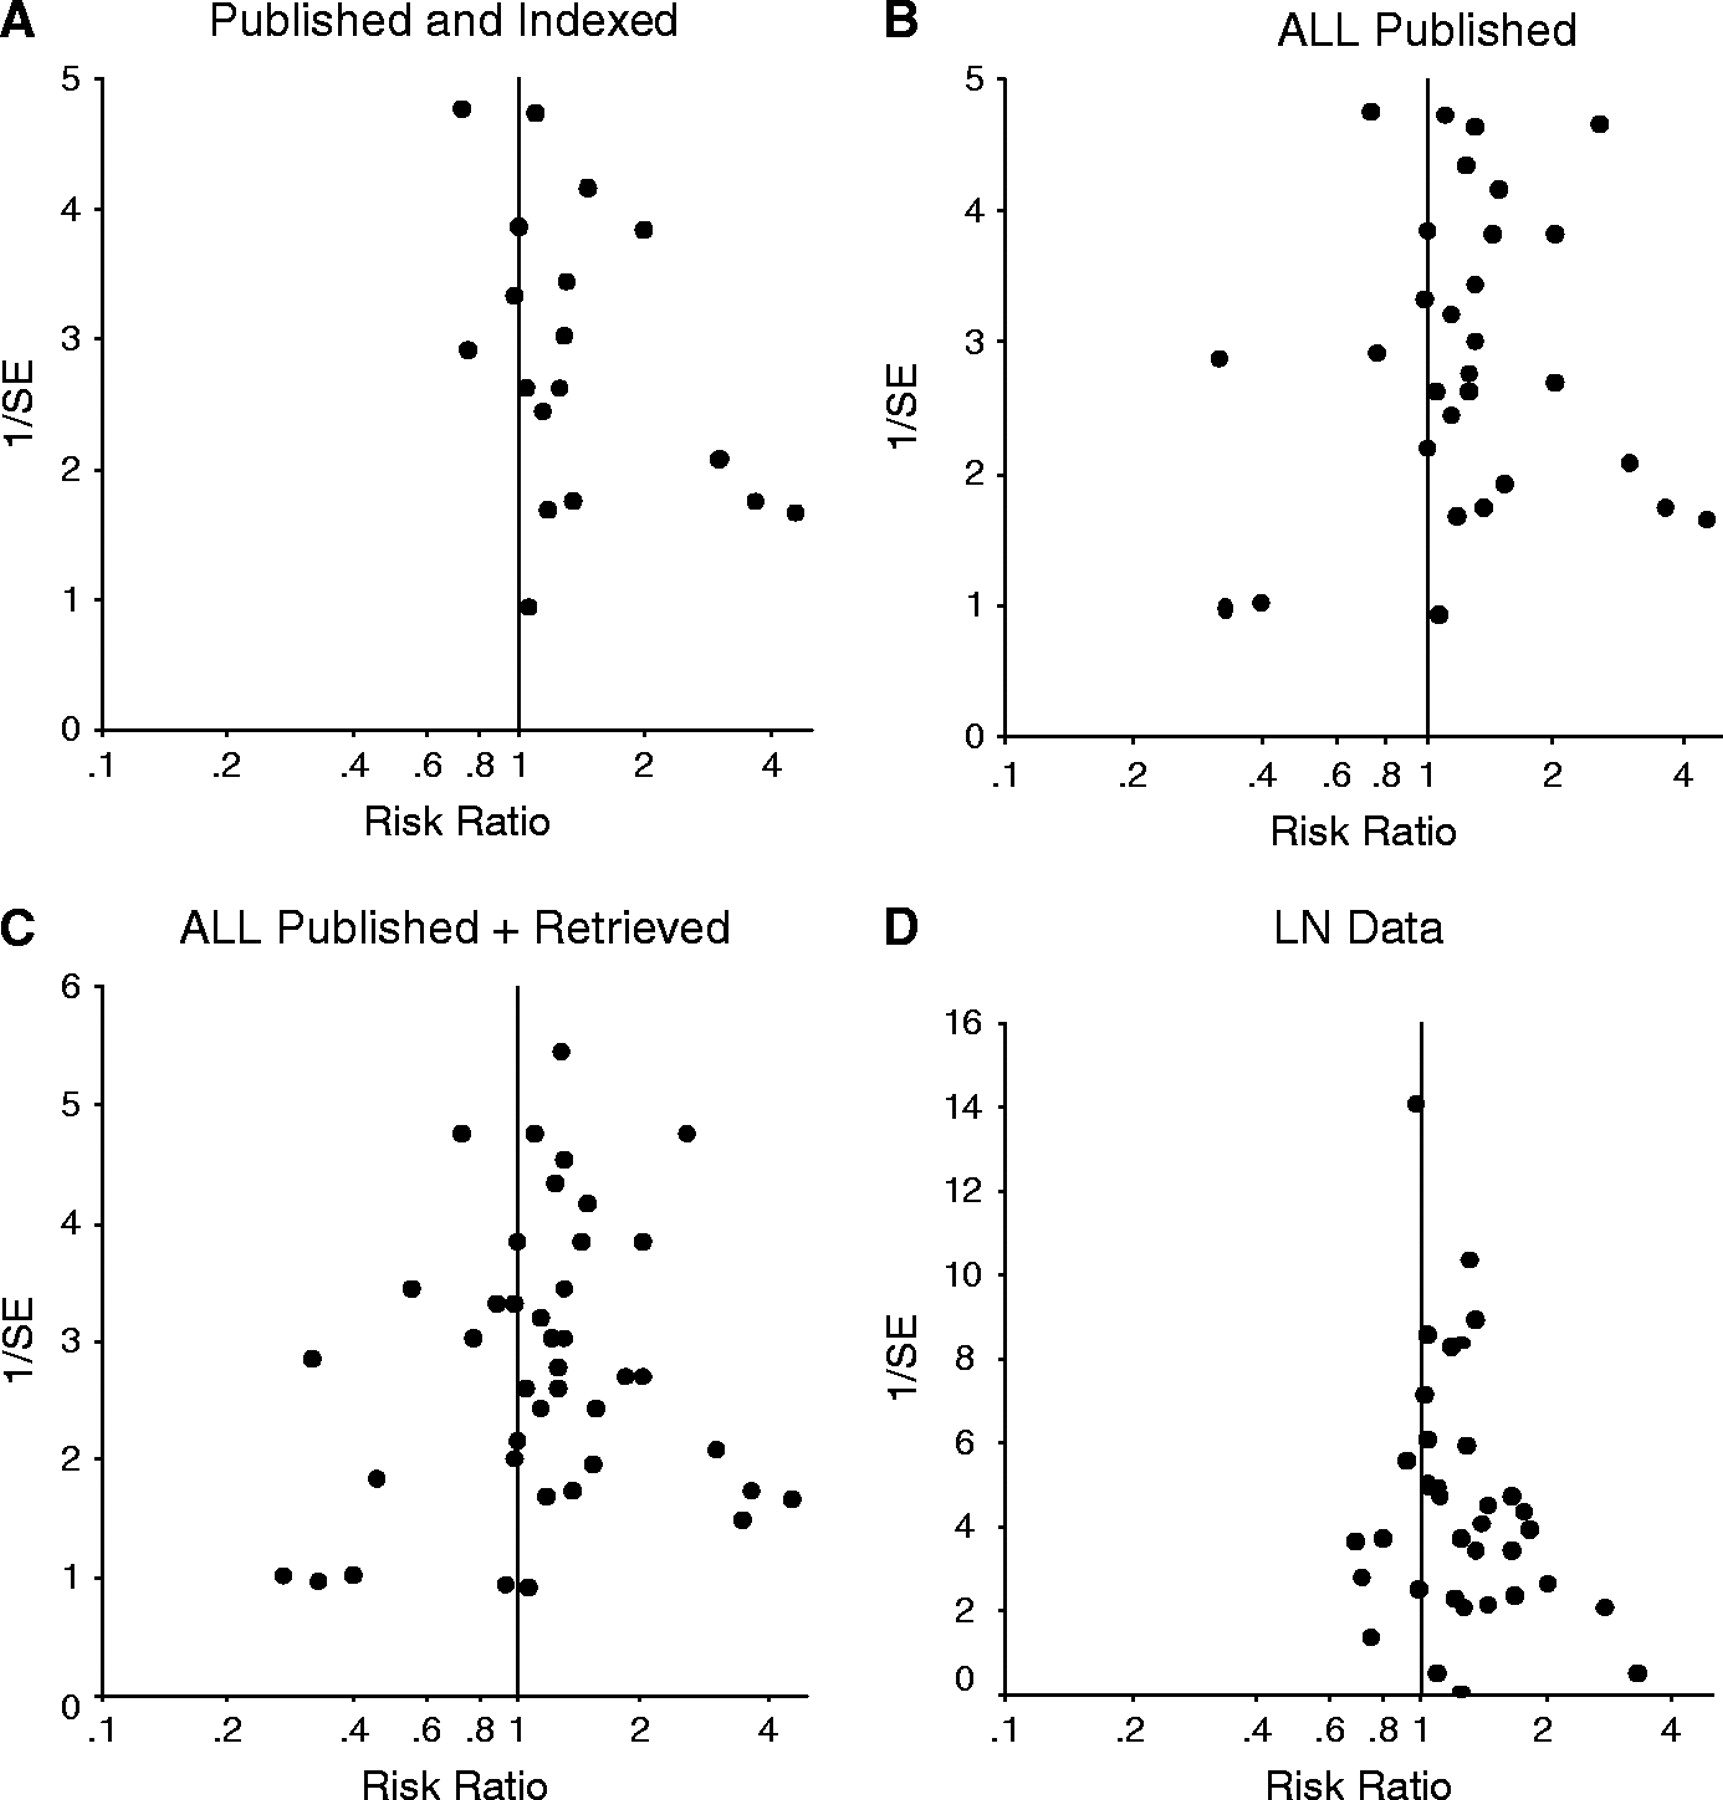 A Published and Indexed
5
4
3
2
1
0
1/SE
.1 .2 .4 .6 .8 1 2 4
Risk Ratio
B ALL Published
5
4
3
2
1
0
1/SE
.1 .2 .4 .6 .8 1 2 4
Risk Ratio
C ALL Published + Retrieved
6
5
4
3
2
1
0
1/SE
.1 .2 .4 .6 .8 1 2 4
Risk Ratio
D LN Data
16
14
12
10
8
6
4
2
0
1/SE
.1 .2 .4 .6 .8 1 2 4
Risk Ratio